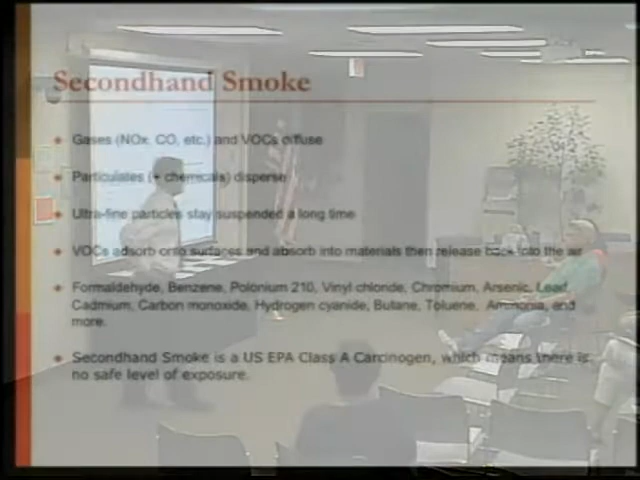 Secondhand Smoke
Gases (NOx, CO, etc.) and VOCs diffuse
Particulates (+ chemicals) disperse
Ultra-fine particles stay suspended a long time
VOCs adsorb onto surfaces and absorb into materials then release back into the air
Formaldehyde, Benzene, Polonium 210, Vinyl chloride, Chromium, Arsenic, Lead,
Cadmium, Carbon monoxide, Hydrogen cyanide, Butane, Toluene, Ammonia, and
more.
Secondhand Smoke is a US EPA Class A Carcinogen, which means there is
no safe level of exposure.